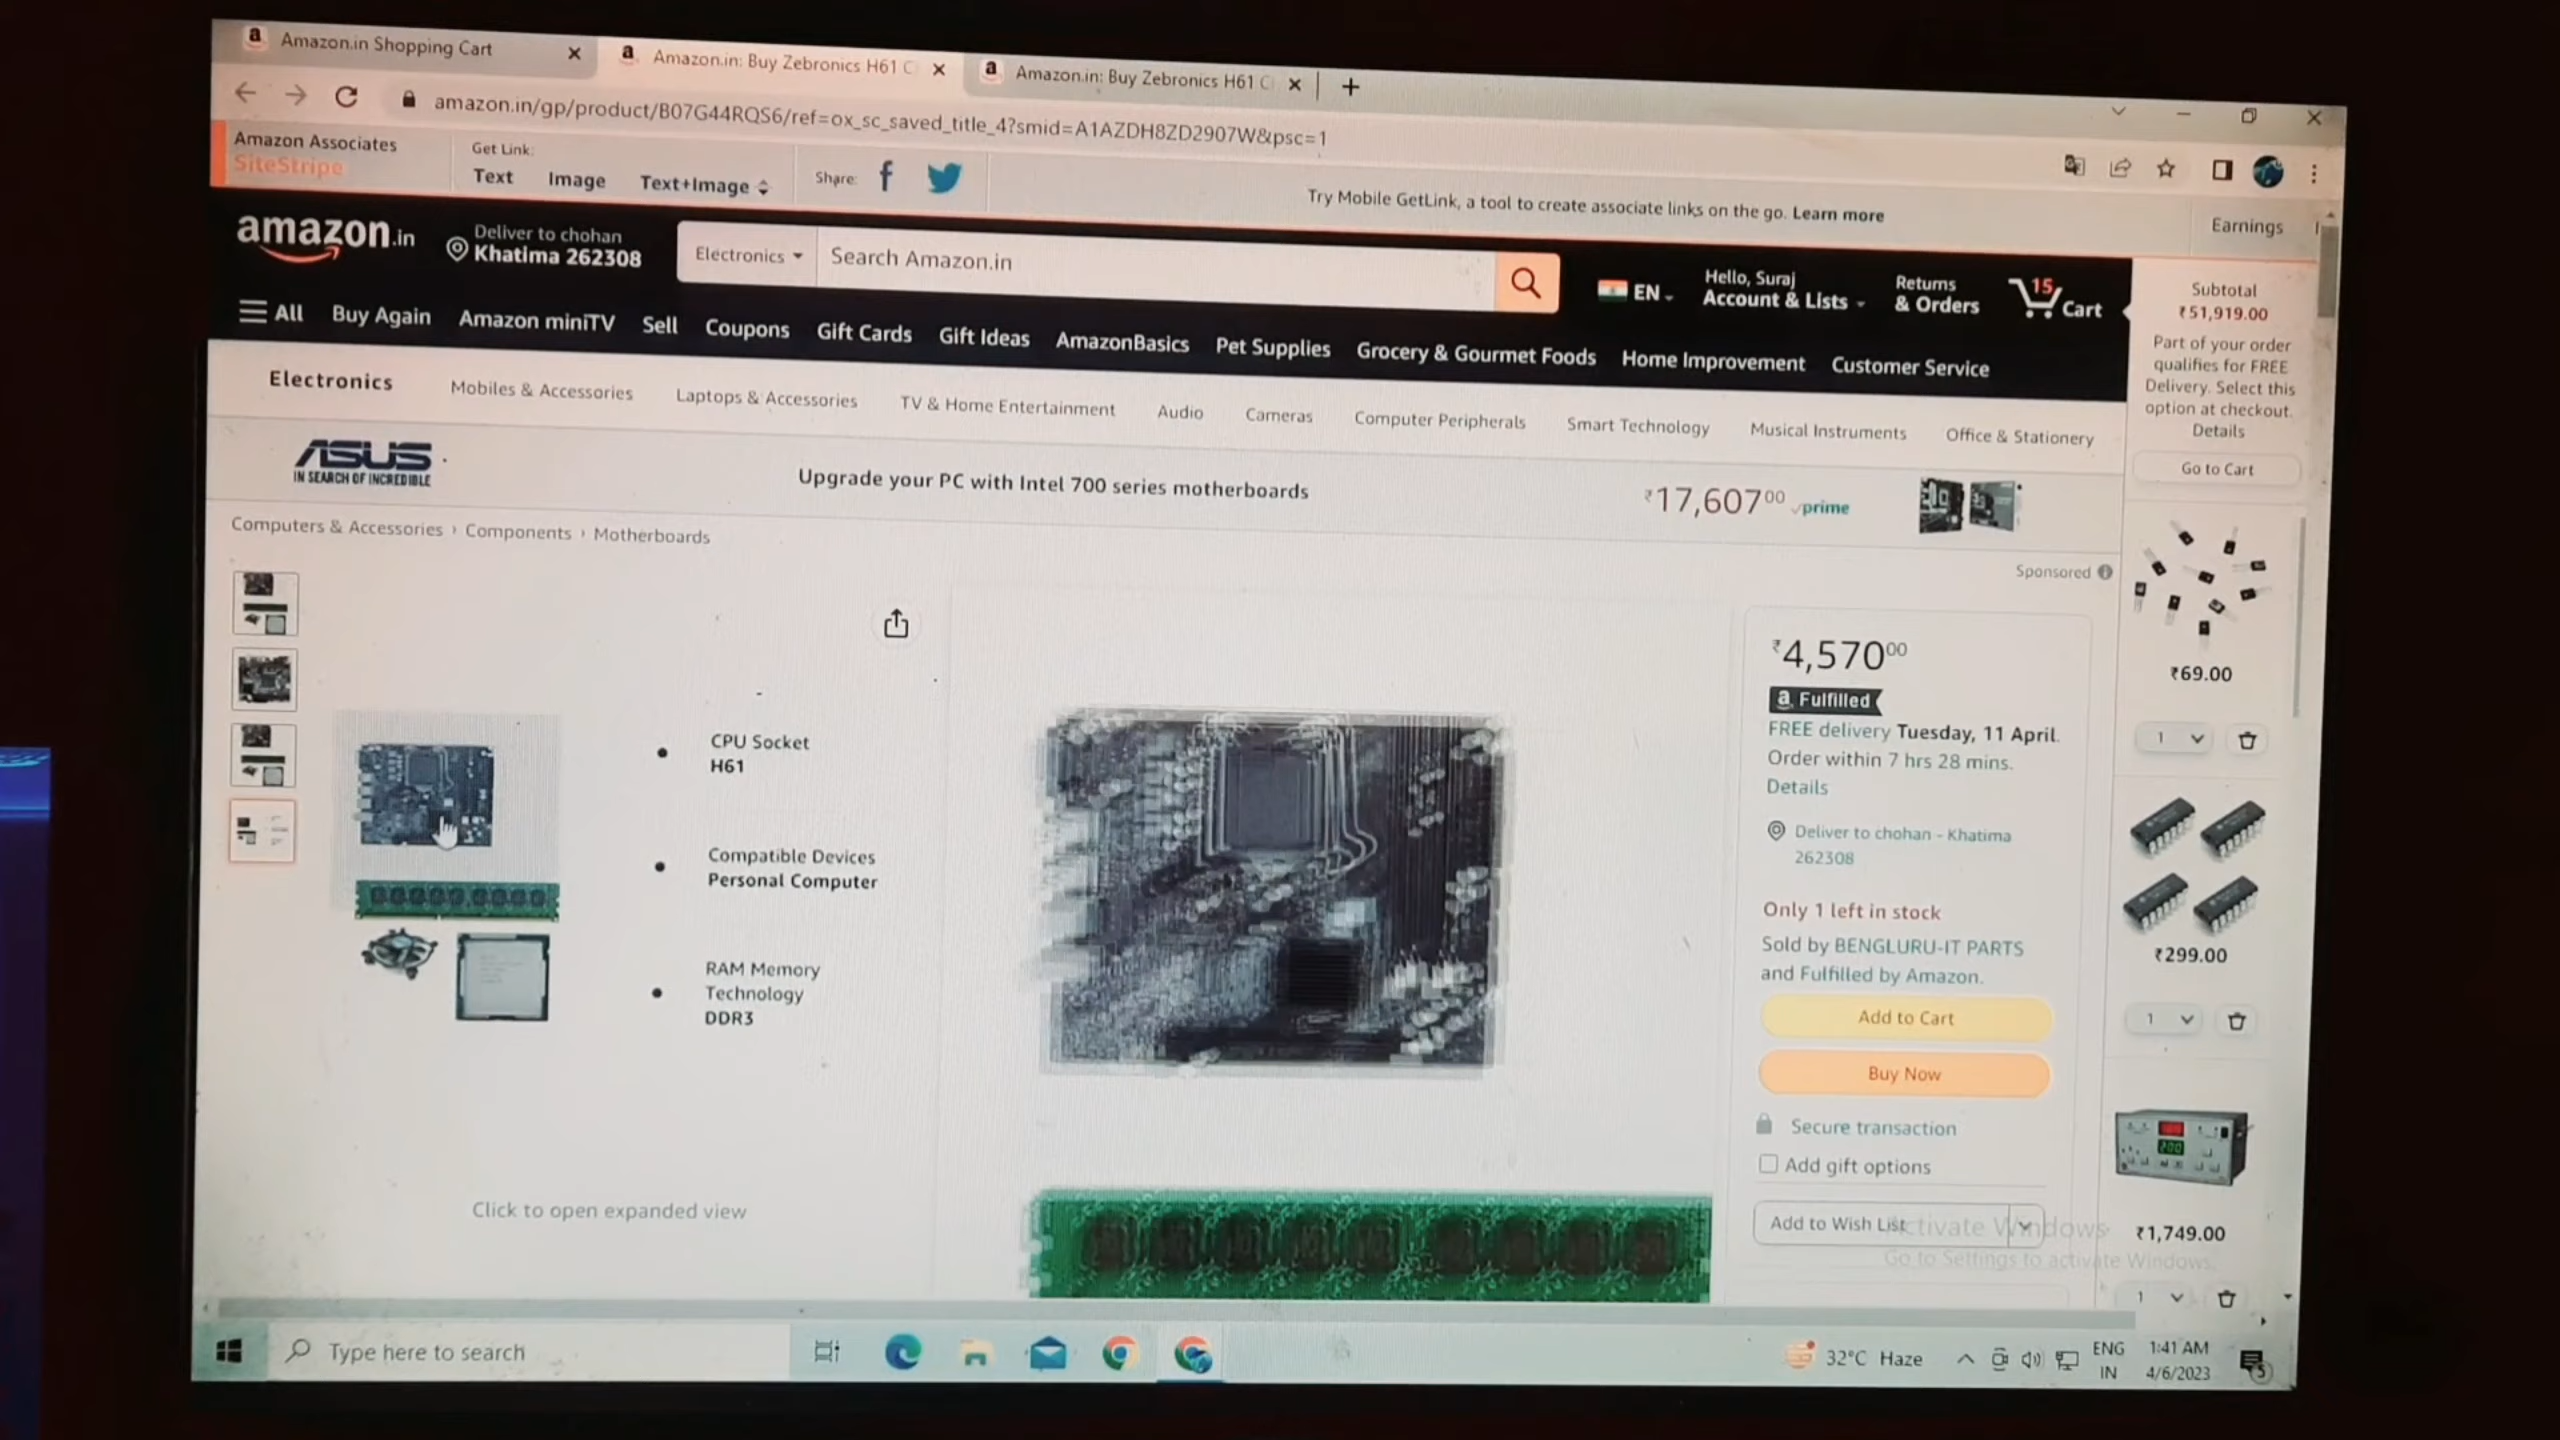 Amazon.in Shopping Cart
Amazon.in: Buy Zebronics H61 C
Amazon.in: Buy Zebronics H61 C
amazon.in/gp/product/B07G44RQS6/ref=ox_sc_saved_title_4?smid=A1AZDH8ZD2907W&psc=1
Amazon Associates
SiteStripe
Get Link:
Text Image Text+Image
Share:
Try Mobile GetLink, a tool to create associate links on the go. Learn more
Earnings
amazon.in
Deliver to chohan
Khatima 262308
Electronics
Search Amazon.in
EN
Hello, Suraj
Account & Lists
Returns
& Orders
15
Cart
All Buy Again Amazon miniTV Sell Coupons Gift Cards Gift Ideas AmazonBasics Pet Supplies Grocery & Gourmet Foods Home Improvement Customer Service
Subtotal
₹51,919.00
Part of your order
qualifies for FREE
Delivery. Select this
option at checkout.
Details
Go to Cart
Electronics Mobiles & Accessories Laptops & Accessories TV & Home Entertainment Audio Cameras Computer Peripherals Smart Technology Musical Instruments Office & Stationery
ASUS
IN SEARCH OF INCREDIBLE
Upgrade your PC with Intel 700 series motherboards
₹17,607.00 prime
Sponsored
Computers & Accessories › Components › Motherboards
CPU Socket
H61
Compatible Devices
Personal Computer
RAM Memory
Technology
DDR3
Click to open expanded view
₹4,570.00
a Fulfilled
FREE delivery Tuesday, 11 April.
Order within 7 hrs 28 mins.
Details
Deliver to chohan - Khatima
262308
Only 1 left in stock
Sold by BENGLURU-IT PARTS
and Fulfilled by Amazon.
Add to Cart
Buy Now
Secure transaction
Add gift options
Add to Wish List
Activate Windows
Go to Settings to activate Windows.
₹69.00
1
₹299.00
1
200
₹1,749.00
1
Type here to search
32°C Haze
ENG
IN
1:41 AM
4/6/2023
5